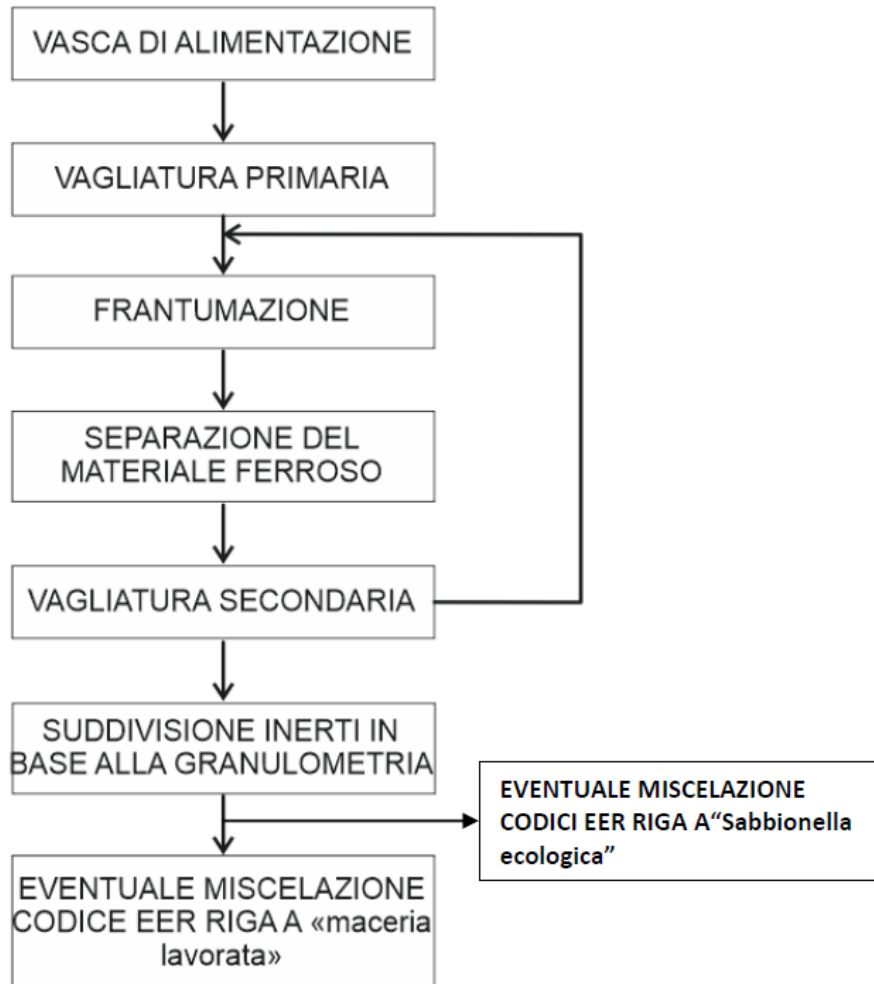 VASCA DI ALIMENTAZIONE
VAGLIATURA PRIMARIA
FRANTUMAZIONE
SEPARAZIONE DEL
MATERIALE FERROSO
VAGLIATURA SECONDARIA
SUDDIVISIONE INERTI IN
BASE ALLA GRANULOMETRIA
EVENTUALE MISCELAZIONE
CODICI EER RIGA A“Sabbionella
ecologica”
EVENTUALE MISCELAZIONE
CODICE EER RIGA A «maceria
lavorata»